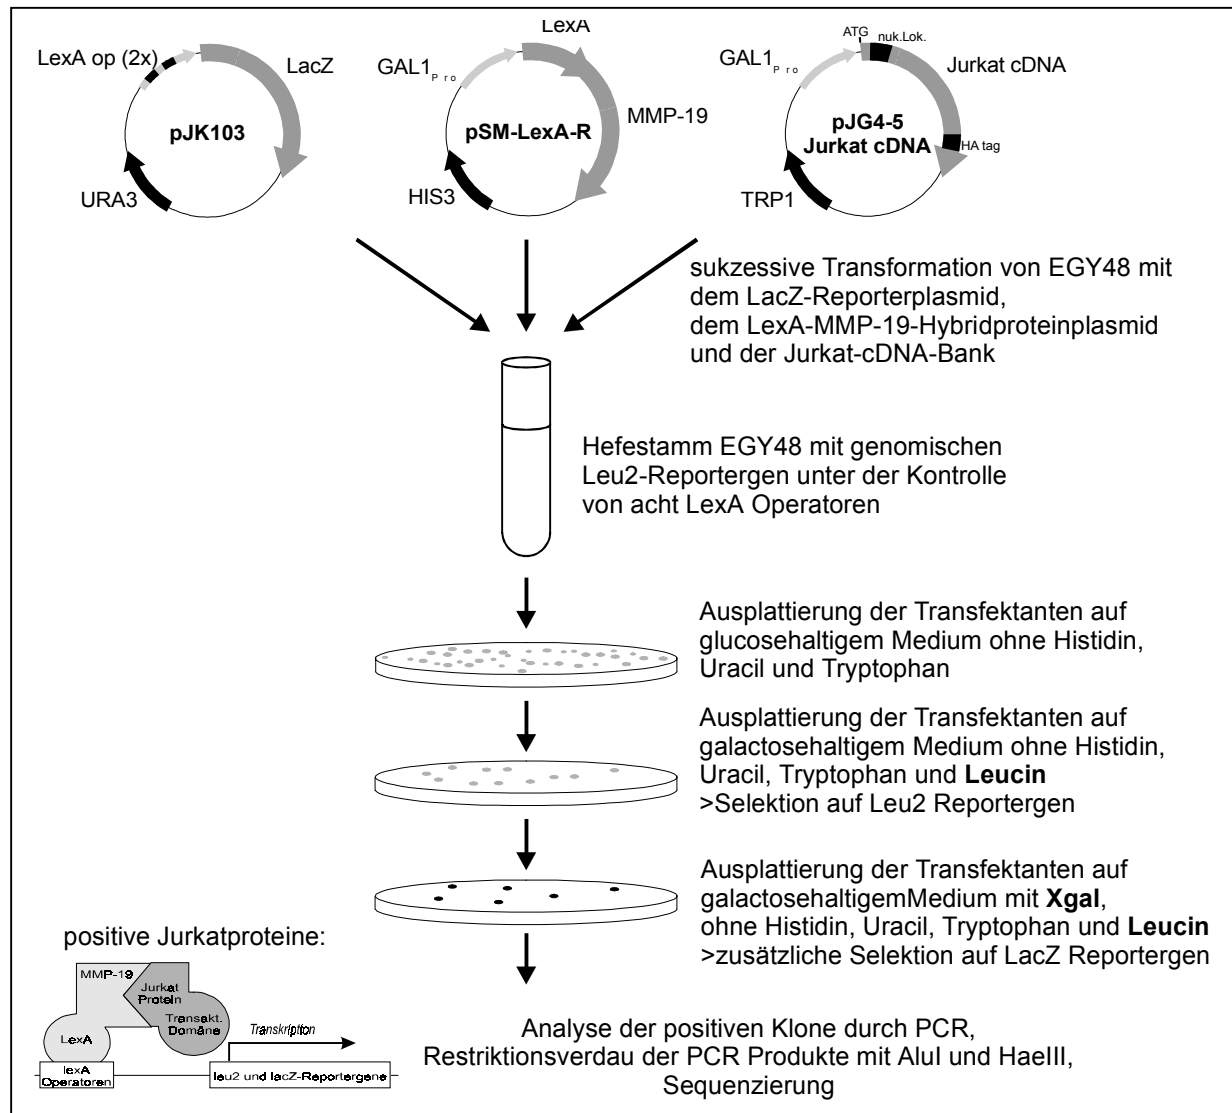 LexA op (2x)
LacZ
pJK103
URA3
LexA
GAL1Pro
MMP-19
pSM-LexA-R
HIS3
ATG
nuk.Lok.
GAL1Pro
Jurkat cDNA
pJG4-5
Jurkat cDNA
HA tag
TRP1
sukzessive Transformation von EGY48 mit
dem LacZ-Reporterplasmid,
dem LexA-MMP-19-Hybridproteinplasmid
und der Jurkat-cDNA-Bank
Hefestamm EGY48 mit genomischen
Leu2-Reportergen unter der Kontrolle
von acht LexA Operatoren
Ausplattierung der Transfektanten auf
glucosehaltigem Medium ohne Histidin,
Uracil und Tryptophan
Ausplattierung der Transfektanten auf
galactosehaltigem Medium ohne Histidin,
Uracil, Tryptophan und Leucin
>Selektion auf Leu2 Reportergen
Ausplattierung der Transfektanten auf
galactosehaltigemMedium mit Xgal,
ohne Histidin, Uracil, Tryptophan und Leucin
>zusätzliche Selektion auf LacZ Reportergen
positive Jurkatproteine:
MMP-19
Jurkat
Protein
Transakt.
Domäne
LexA
Transkription
lexA
Operatoren
leu2 und lacZ-Reportergene
Analyse der positiven Klone durch PCR,
Restriktionsverdau der PCR Produkte mit AluI und HaeIII,
Sequenzierung